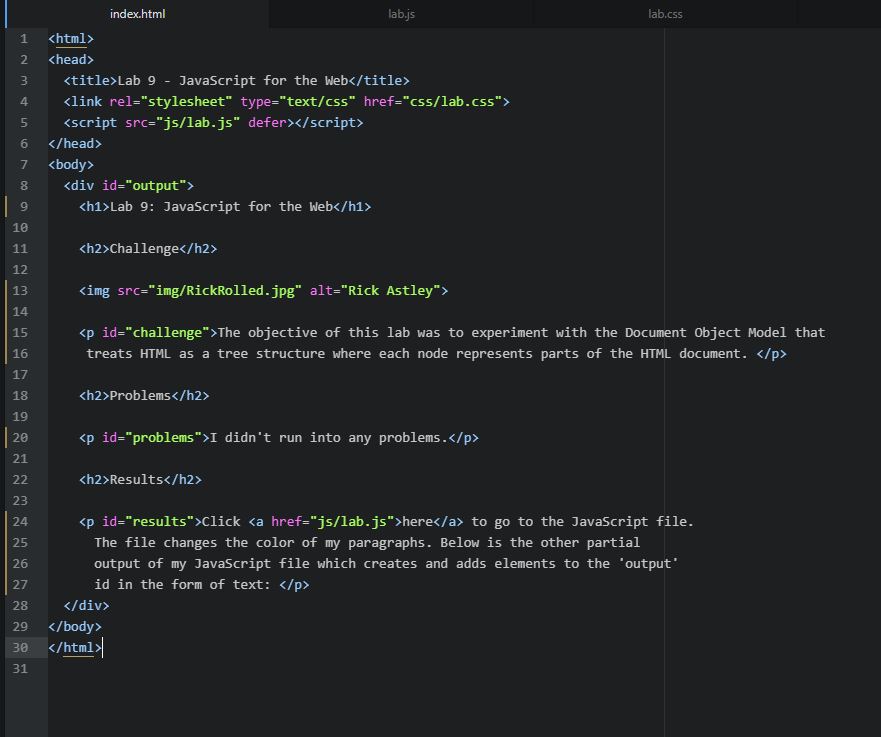 index.html lab.js lab.css
1 <html>
2 <head>
3   <title>Lab 9 - JavaScript for the Web</title>
4   <link rel="stylesheet" type="text/css" href="css/lab.css">
5   <script src="js/lab.js" defer></script>
6 </head>
7 <body>
8   <div id="output">
9     <h1>Lab 9: JavaScript for the Web</h1>
10
11     <h2>Challenge</h2>
12
13     <img src="img/RickRolled.jpg" alt="Rick Astley">
14
15     <p id="challenge">The objective of this lab was to experiment with the Document Object Model that
16      treats HTML as a tree structure where each node represents parts of the HTML document. </p>
17
18     <h2>Problems</h2>
19
20     <p id="problems">I didn't run into any problems.</p>
21
22     <h2>Results</h2>
23
24     <p id="results">Click <a href="js/lab.js">here</a> to go to the JavaScript file.
25       The file changes the color of my paragraphs. Below is the other partial
26       output of my JavaScript file which creates and adds elements to the 'output'
27       id in the form of text: </p>
28   </div>
29 </body>
30 </html>
31